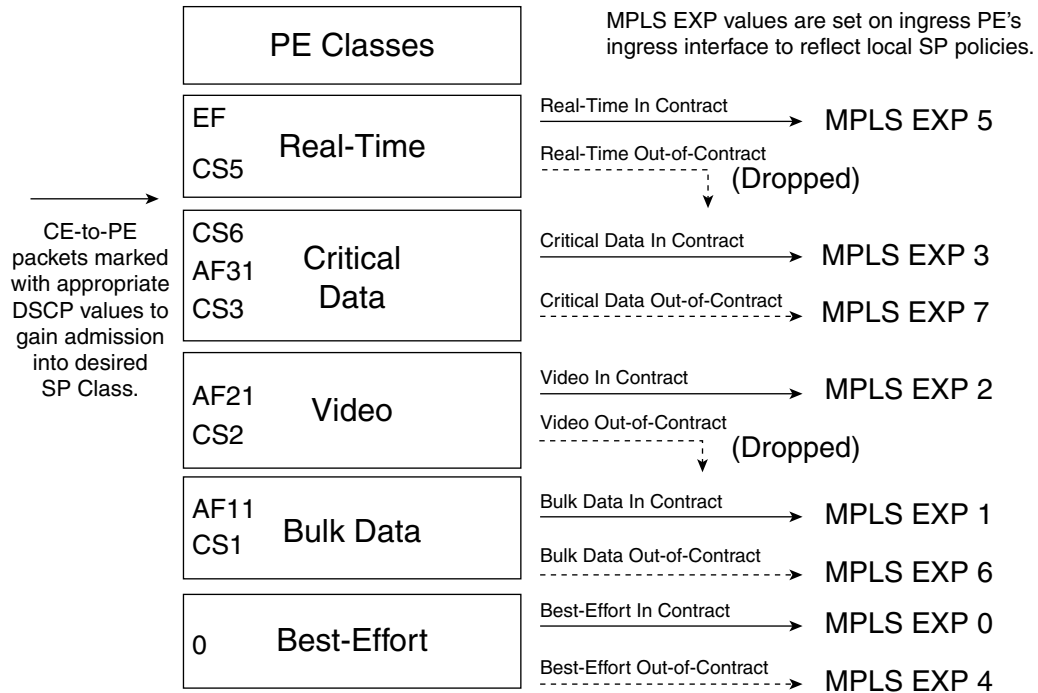 PE Classes
MPLS EXP values are set on ingress PE's
ingress interface to reflect local SP policies.
EF
CS5
Real-Time
Real-Time In Contract
MPLS EXP 5
Real-Time Out-of-Contract
(Dropped)
CE-to-PE
packets marked
with appropriate
DSCP values to
gain admission
into desired
SP Class.
CS6
AF31
CS3
Critical
Data
Critical Data In Contract
MPLS EXP 3
Critical Data Out-of-Contract
MPLS EXP 7
AF21
CS2
Video
Video In Contract
MPLS EXP 2
Video Out-of-Contract
(Dropped)
AF11
CS1
Bulk Data
Bulk Data In Contract
MPLS EXP 1
Bulk Data Out-of-Contract
MPLS EXP 6
0
Best-Effort
Best-Effort In Contract
MPLS EXP 0
Best-Effort Out-of-Contract
MPLS EXP 4